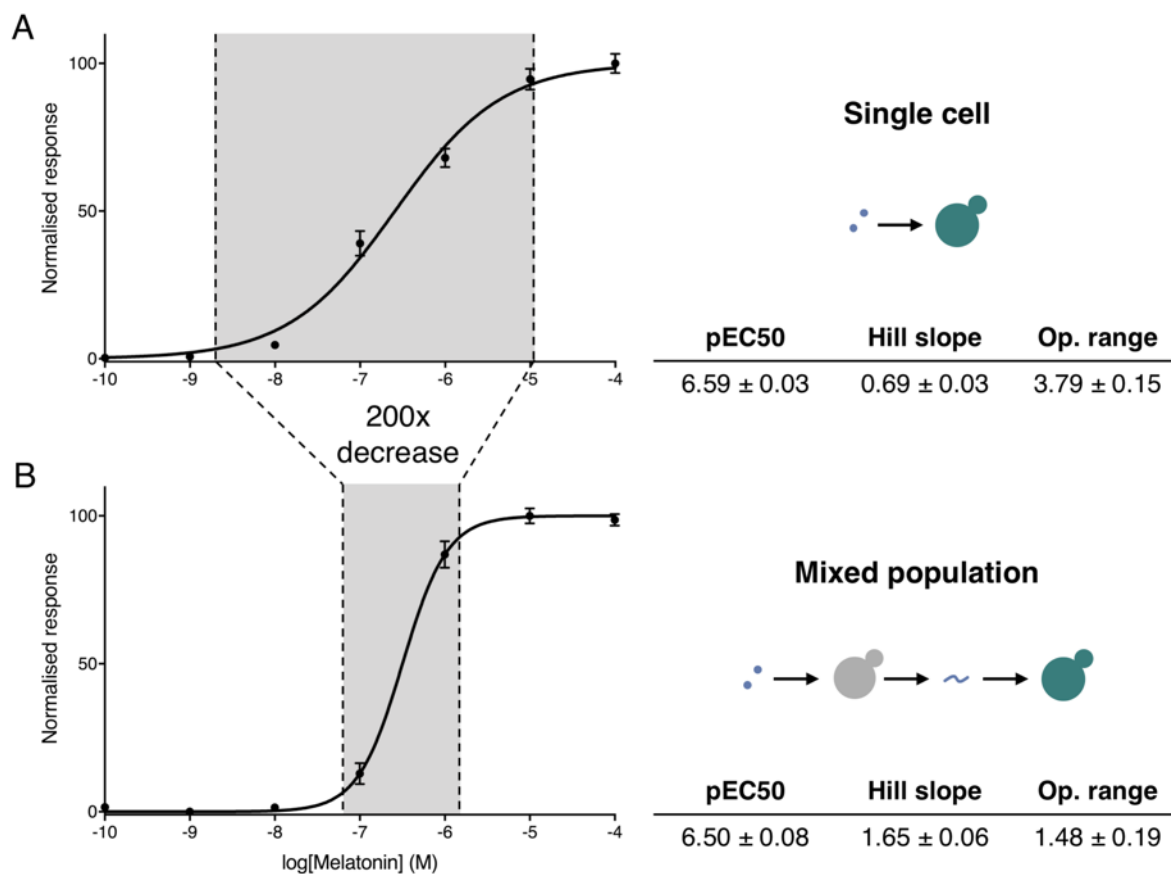 A
Normalised response
100
50
0
-10 -9 -8 -7 -6 -5 -4
Single cell
pEC50 Hill slope Op. range
6.59 ± 0.03 0.69 ± 0.03 3.79 ± 0.15
200x
decrease
B
Normalised response
100
50
0
-10 -9 -8 -7 -6 -5 -4
log[Melatonin] (M)
Mixed population
pEC50 Hill slope Op. range
6.50 ± 0.08 1.65 ± 0.06 1.48 ± 0.19